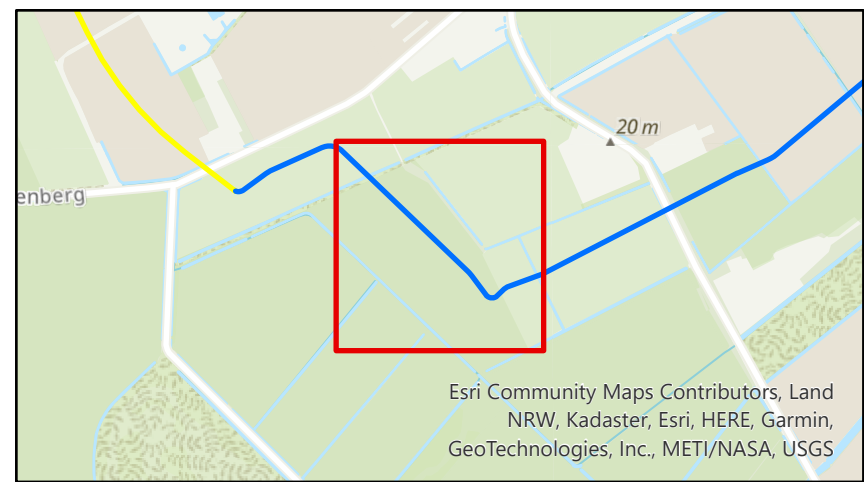 20 m
enberg
Esri Community Maps Contributors, Land
NRW, Kadaster, Esri, HERE, Garmin,
GeoTechnologies, Inc., METI/NASA, USGS